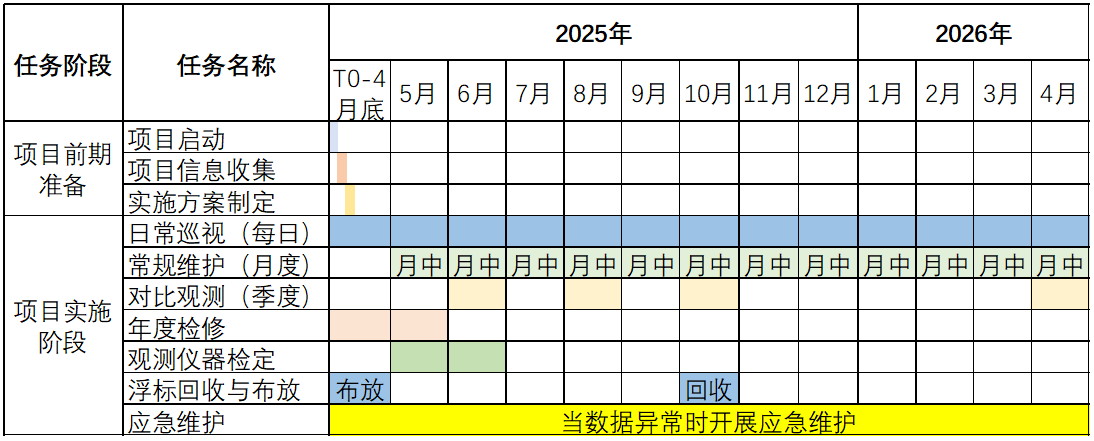 任务阶段 任务名称 2025年 2026年
T0-4月底 5月 6月 7月 8月 9月 10月 11月 12月 1月 2月 3月 4月
项目前期准备
项目启动
项目信息收集
实施方案制定
项目实施阶段
日常巡视（每日）
常规维护（月度） 月中 月中 月中 月中 月中 月中 月中 月中 月中 月中 月中 月中
对比观测（季度）
年度检修
观测仪器检定
浮标回收与布放 布放 回收
应急维护 当数据异常时开展应急维护